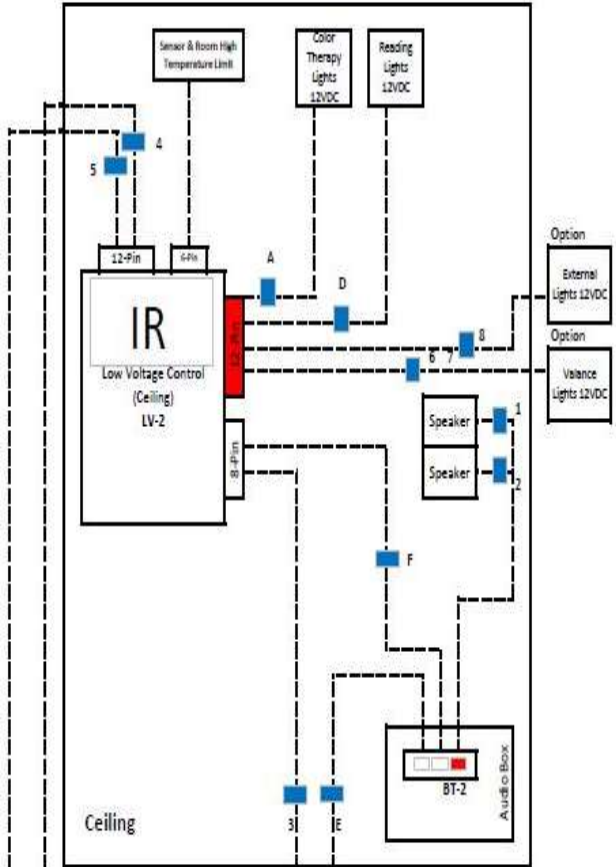 Sensor & Room High
Temperature Limit
Color
Therapy
Lights
12VDC
Reading
Lights
12VDC
4
5
12-Pin
6-Pin
A
D
IR
Low Voltage Control
(Ceiling)
LV-2
12-Pin
8-Pin
Option
External
Lights 12VDC
8
6 7
Option
Valance
Lights 12VDC
Speaker
1
Speaker
2
F
BT-2
Audio Box
3
E
Ceiling